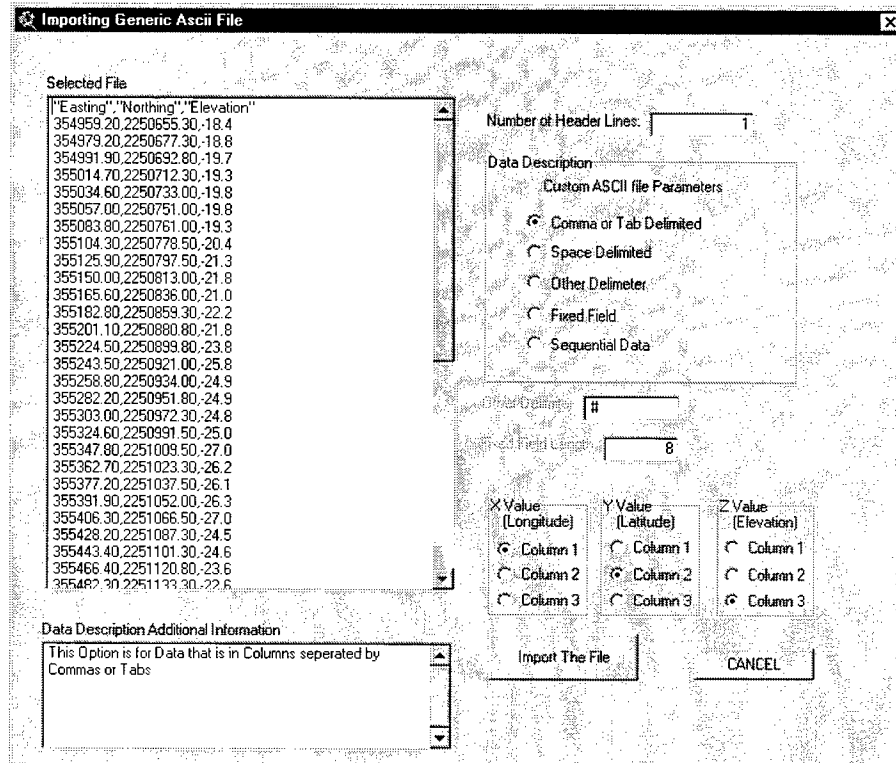 Importing Generic Ascii File
Selected File
"Easting","Northing","Elevation"
354959.20,2250655.30,-18.4
354979.20,2250677.30,-18.8
354991.90,2250692.80,-19.7
355014.70,2250712.30,-19.3
355034.60,2250733.00,-19.8
355057.00,2250751.00,-19.8
355083.80,2250761.00,-19.3
355104.30,2250778.50,-20.4
355125.90,2250797.50,-21.3
355150.00,2250813.00,-21.8
355165.60,2250836.00,-21.0
355182.80,2250859.30,-22.2
355201.10,2250880.80,-21.8
355224.50,2250899.80,-23.8
355243.50,2250921.00,-25.8
355258.80,2250934.00,-24.9
355282.20,2250951.80,-24.9
355303.00,2250972.30,-24.8
355324.60,2250991.50,-25.0
355347.80,2251009.50,-27.0
355362.70,2251023.30,-26.2
355377.20,2251037.50,-26.1
355391.90,2251052.00,-26.3
355406.30,2251066.50,-27.0
355428.20,2251087.30,-24.5
355443.40,2251101.30,-24.6
355466.40,2251120.80,-23.6
355482.30,2251133.30,-22.6
Data Description Additional Information
This Option is for Data that is in Columns seperated by
Commas or Tabs
Number of Header Lines: 1
Data Description
Custom ASCII file Parameters
Comma or Tab Delimited
Space Delimited
Other Delimeter
Fixed Field
Sequential Data
#
8
X Value
(Longitude)
Column 1
Column 2
Column 3
Y Value
(Latitude)
Column 1
Column 2
Column 3
Z Value
(Elevation)
Column 1
Column 2
Column 3
Import The File
CANCEL